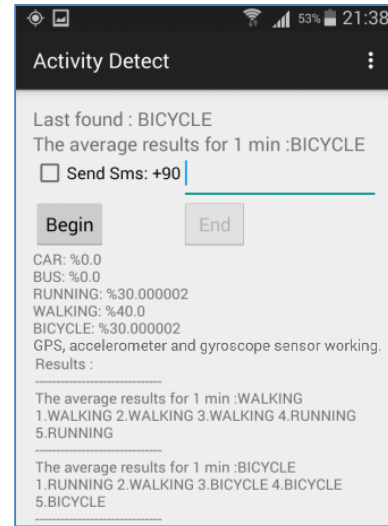 53% 21:38
Activity Detect
Last found : BICYCLE
The average results for 1 min :BICYCLE
Send Sms: +90
Begin End
CAR: %0.0
BUS: %0.0
RUNNING: %30.000002
WALKING: %40.0
BICYCLE: %30.000002
GPS, accelerometer and gyroscope sensor working.
Results :
------------------------------
The average results for 1 min :WALKING
1.WALKING 2.WALKING 3.WALKING 4.RUNNING
5.RUNNING
------------------------------
The average results for 1 min :BICYCLE
1.RUNNING 2.WALKING 3.BICYCLE 4.BICYCLE
5.BICYCLE
------------------------------